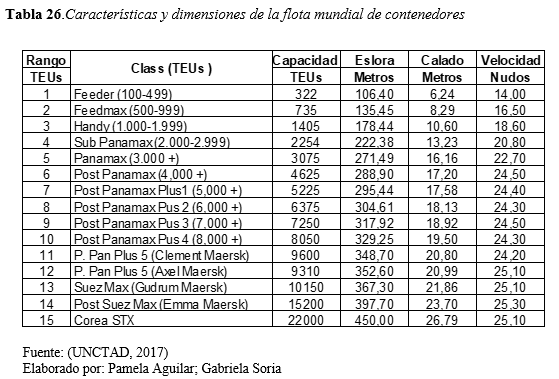 Tabla 26.Características y dimensiones de la flota mundial de contenedores
Rango Class (TEUs ) Capacidad Eslora Calado Velocidad
TEUs TEUs Metros Metros Nudos
1 Feeder (100-499) 322 106,40 6,24 14,00
2 Feedmax (500-999) 735 135,45 8,29 16,50
3 Handy (1.000-1.999) 1405 178,44 10,60 18,60
4 Sub Panamax (2.000-2.999) 2254 222,38 13,23 20,80
5 Panamax (3.000 +) 3075 271,49 16,16 22,70
6 Post Panamax (4,000 +) 4625 288,90 17,20 24,50
7 Post Panamax Plus1 (5,000 +) 5225 295,44 17,58 24,40
8 Post Panamax Pus 2 (6,000 +) 6375 304,61 18,13 24,30
9 Post Panamax Pus 3 (7,000 +) 7250 317,92 18,92 24,50
10 Post Panamax Pus 4 (8,000 +) 8050 329,25 19,50 24,30
11 P. Pan Plus 5 (Clement Maersk) 9600 348,70 20,80 24,20
12 P. Pan Plus 5 (Axel Maersk) 9310 352,60 20,99 25,10
13 Suez Max (Gudrum Maersk) 10150 367,30 21,86 25,10
14 Post Suez Max (Emma Maersk) 15200 397,70 23,70 25,30
15 Corea STX 22000 450,00 26,79 25,10
Fuente: (UNCTAD, 2017)
Elaborado por: Pamela Aguilar; Gabriela Soria